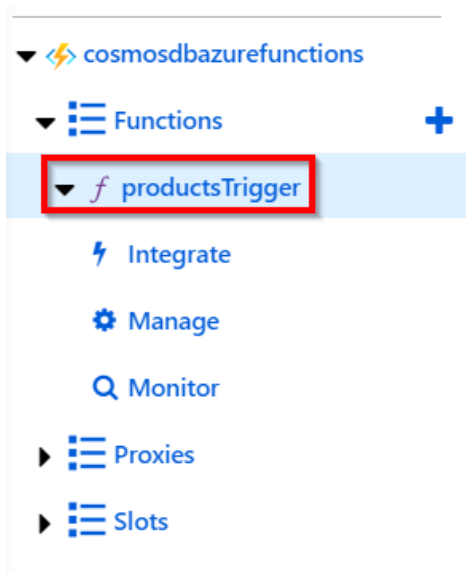 cosmosdbazurefunctions
Functions
f productsTrigger
Integrate
Manage
Monitor
Proxies
Slots